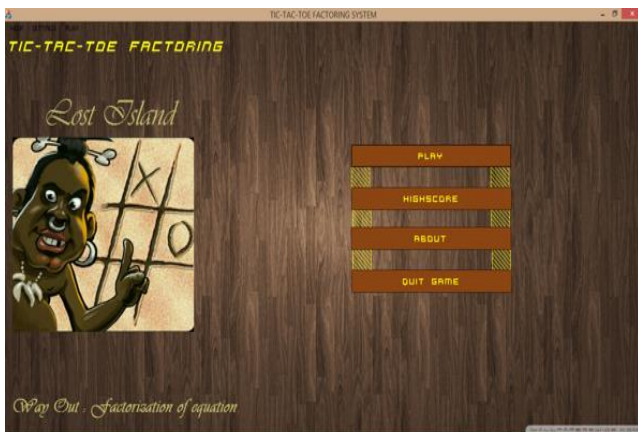 TIC-TAC-TOE FACTORING SYSTEM
TIC-TAC-TOE FACTORING
Lost Island
X
O
PLAY
HIGHSCORE
ABOUT
QUIT GAME
Way Out : Factorization of equation